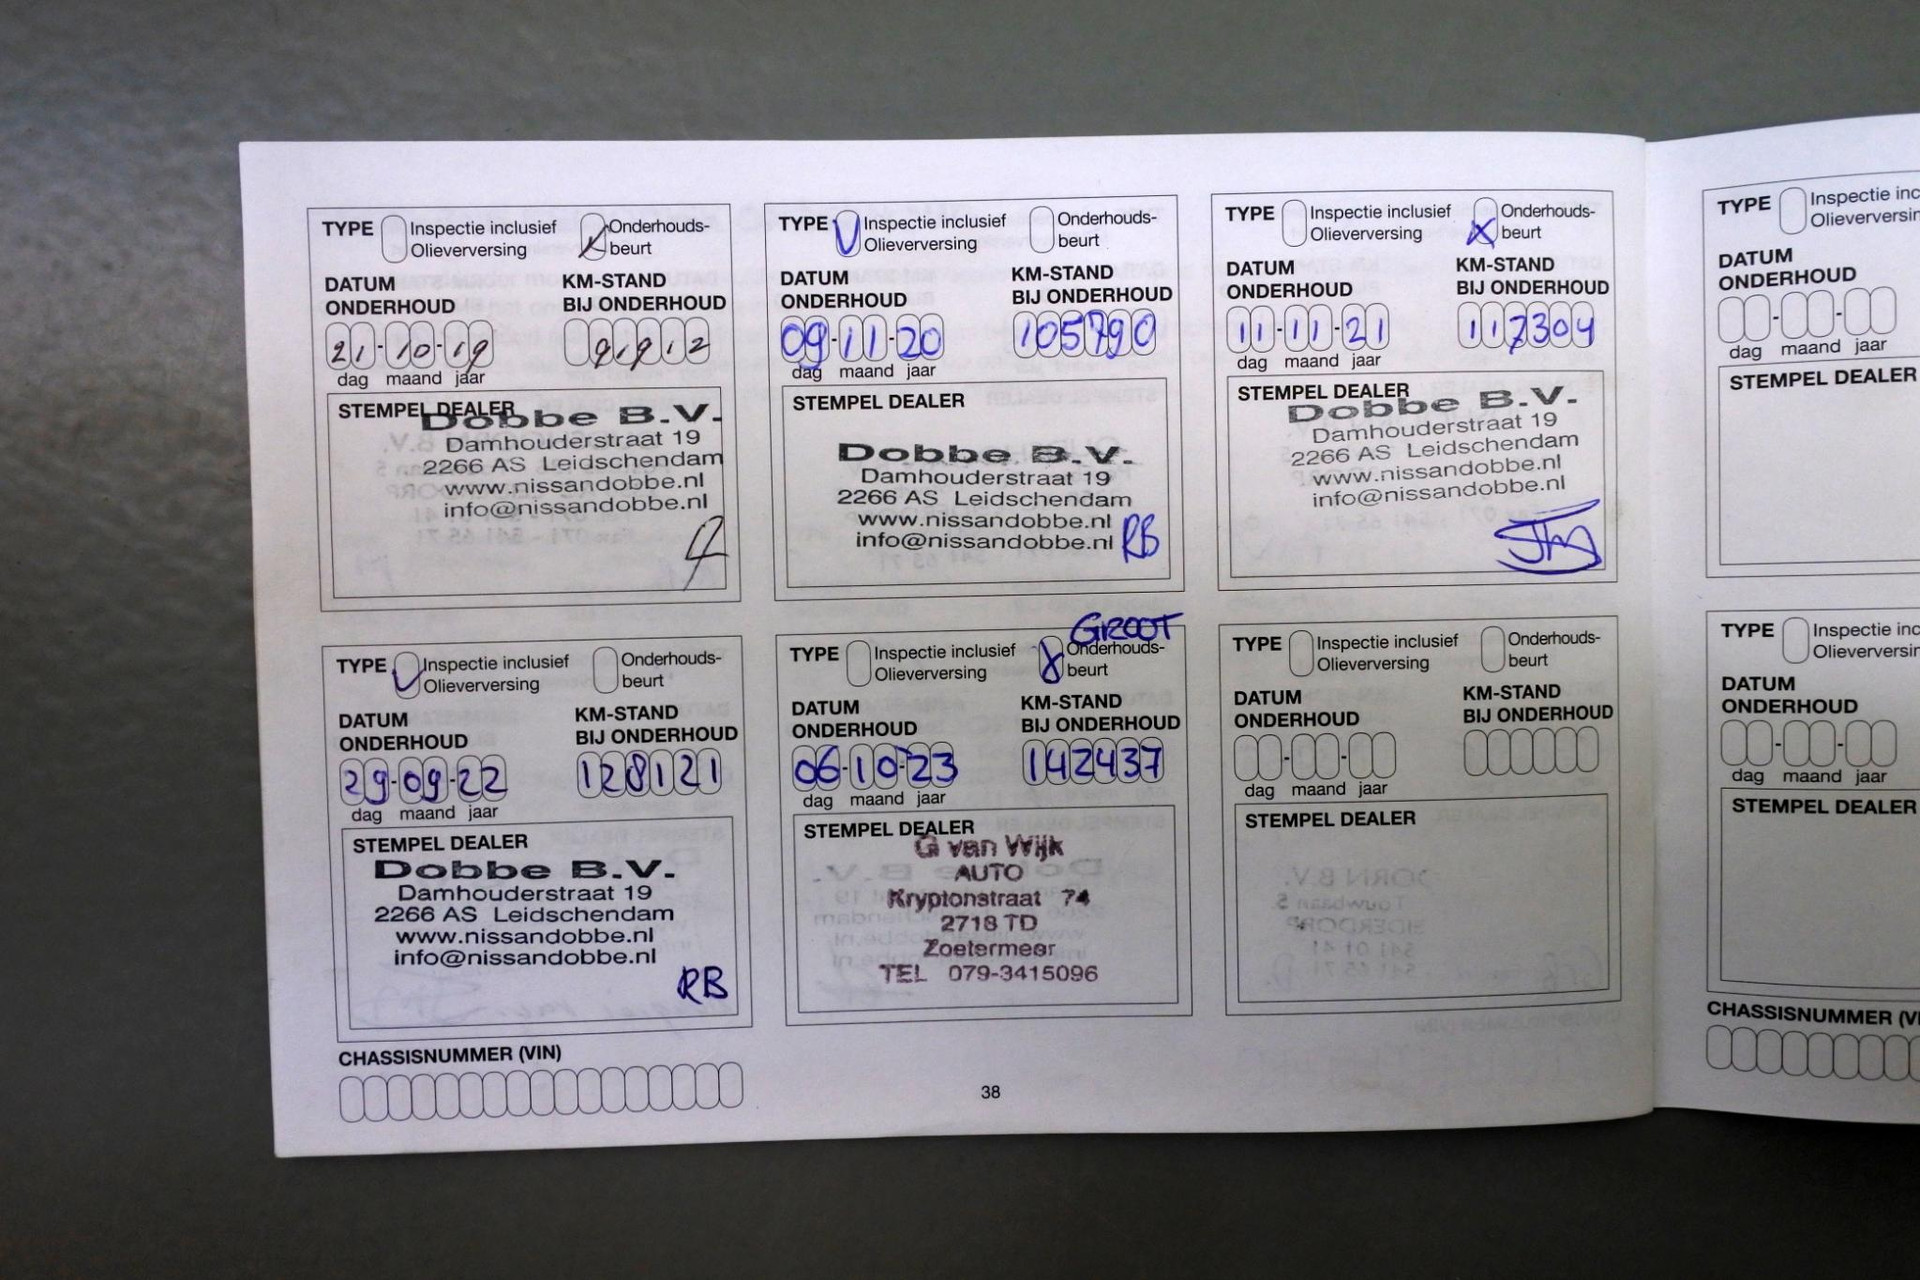 TYPE Inspectie inclusief Olieverversing Onderhouds-beurt
DATUM ONDERHOUD KM-STAND BIJ ONDERHOUD
21-10-19 91912
dag maand jaar
STEMPEL DEALER
Dobbe B.V.
Damhouderstraat 19
2266 AS Leidschendam
www.nissandobbe.nl
info@nissandobbe.nl
TYPE V Inspectie inclusief Olieverversing Onderhouds-beurt
DATUM ONDERHOUD KM-STAND BIJ ONDERHOUD
09-11-20 105790
dag maand jaar
STEMPEL DEALER
Dobbe B.V.
Damhouderstraat 19
2266 AS Leidschendam
www.nissandobbe.nl
info@nissandobbe.nl RB
TYPE Inspectie inclusief Olieverversing X Onderhouds-beurt
DATUM ONDERHOUD KM-STAND BIJ ONDERHOUD
11-11-21 117304
dag maand jaar
STEMPEL DEALER
Dobbe B.V.
Damhouderstraat 19
2266 AS Leidschendam
www.nissandobbe.nl
info@nissandobbe.nl
TYPE Inspectie inc
Olieversin
DATUM
ONDERHOUD
dag maand jaar
STEMPEL DEALER
TYPE V Inspectie inclusief Olieverversing Onderhouds-beurt
DATUM ONDERHOUD KM-STAND BIJ ONDERHOUD
29-09-22 128121
dag maand jaar
STEMPEL DEALER
Dobbe B.V.
Damhouderstraat 19
2266 AS Leidschendam
www.nissandobbe.nl
info@nissandobbe.nl
RB
GROOT
TYPE Inspectie inclusief Olieverversing X Onderhouds-beurt
DATUM ONDERHOUD KM-STAND BIJ ONDERHOUD
06-10-23 142437
dag maand jaar
STEMPEL DEALER
G van Wijk
AUTO
Kryptonstraat 74
2718 TD
Zoetermeer
TEL 079-3415096
TYPE Inspectie inclusief Olieverversing Onderhouds-beurt
DATUM ONDERHOUD KM-STAND BIJ ONDERHOUD
dag maand jaar
STEMPEL DEALER
TYPE Inspectie inc
Olieverversin
DATUM
ONDERHOUD
dag maand jaar
STEMPEL DEALER
CHASSISNUMMER (VIN)
38
CHASSISNUMMER (VI